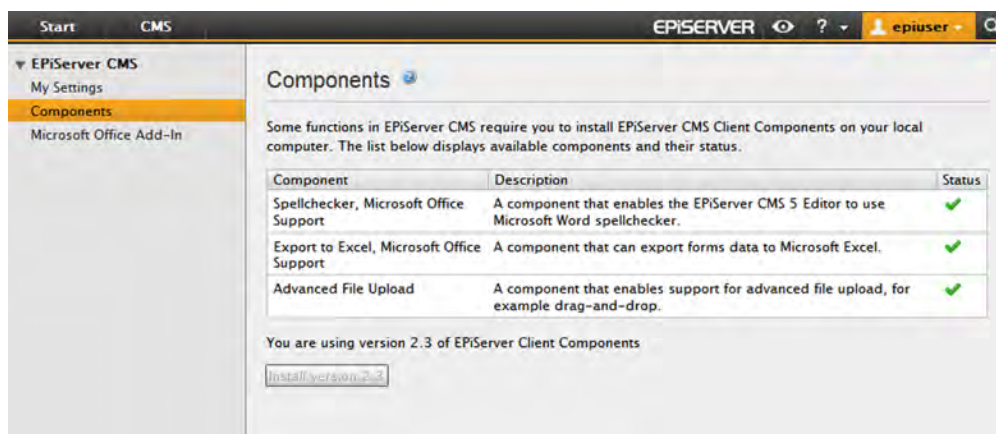 Start CMS EPiSERVER ? epiuser
EPiServer CMS
My Settings
Components
Microsoft Office Add-In
Components
Some functions in EPiServer CMS require you to install EPiServer CMS Client Components on your local
computer. The list below displays available components and their status.
Component Description Status
Spellchecker, Microsoft Office
Support
A component that enables the EPiServer CMS 5 Editor to use
Microsoft Word spellchecker.
Export to Excel, Microsoft Office
Support
A component that can export forms data to Microsoft Excel.
Advanced File Upload
A component that enables support for advanced file upload, for
example drag-and-drop.
You are using version 2.3 of EPiServer Client Components
Install version 2.3